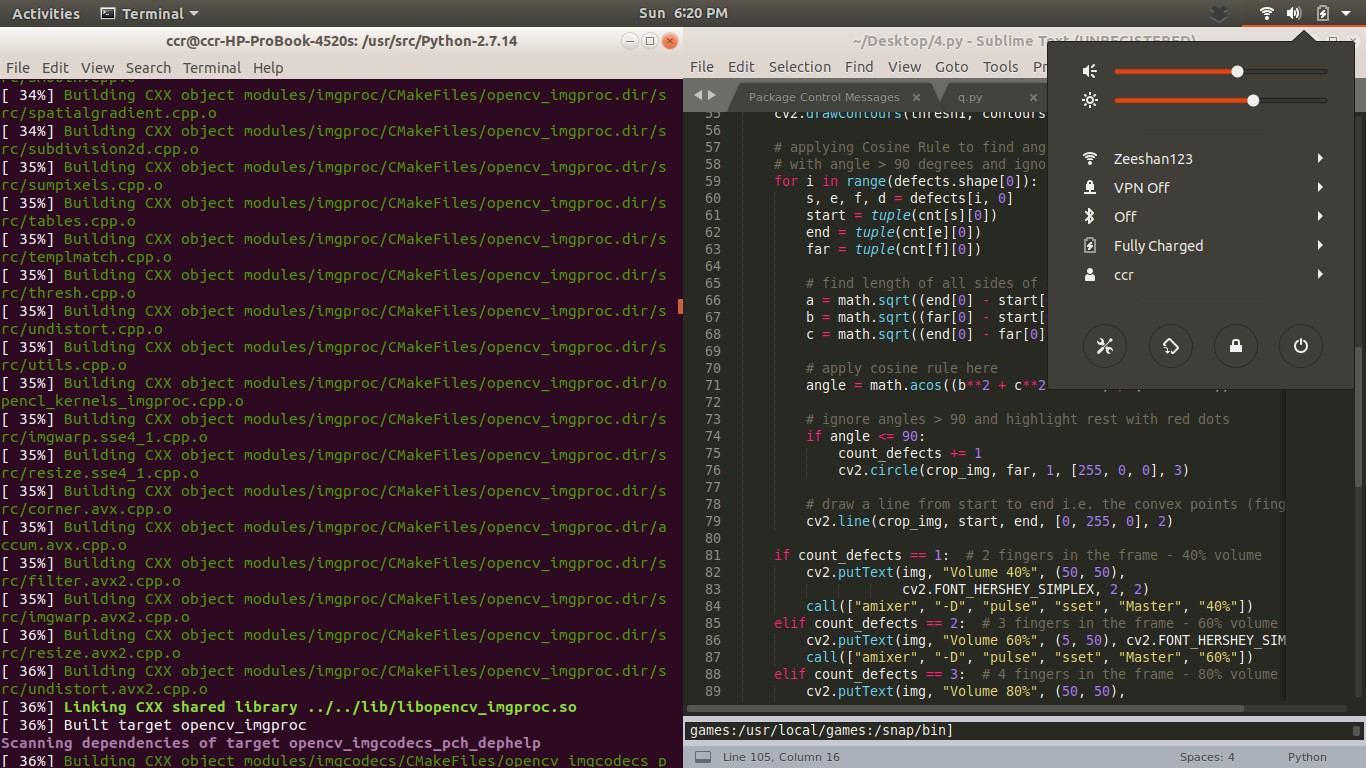 Activities Terminal Sun 6:20 PM
ccr@ccr-HP-ProBook-4520s: /usr/src/Python-2.7.14
File Edit View Search Terminal Help
[ 34%] Building CXX object modules/imgproc/CMakeFiles/opencv_imgproc.dir/s
rc/spatialgradient.cpp.o
[ 34%] Building CXX object modules/imgproc/CMakeFiles/opencv_imgproc.dir/s
rc/subdivision2d.cpp.o
[ 35%] Building CXX object modules/imgproc/CMakeFiles/opencv_imgproc.dir/s
rc/sumpixels.cpp.o
[ 35%] Building CXX object modules/imgproc/CMakeFiles/opencv_imgproc.dir/s
rc/tables.cpp.o
[ 35%] Building CXX object modules/imgproc/CMakeFiles/opencv_imgproc.dir/s
rc/templmatch.cpp.o
[ 35%] Building CXX object modules/imgproc/CMakeFiles/opencv_imgproc.dir/s
rc/thresh.cpp.o
[ 35%] Building CXX object modules/imgproc/CMakeFiles/opencv_imgproc.dir/s
rc/undistort.cpp.o
[ 35%] Building CXX object modules/imgproc/CMakeFiles/opencv_imgproc.dir/s
rc/utils.cpp.o
[ 35%] Building CXX object modules/imgproc/CMakeFiles/opencv_imgproc.dir/o
pencl_kernels_imgproc.cpp.o
[ 35%] Building CXX object modules/imgproc/CMakeFiles/opencv_imgproc.dir/s
rc/imgwarp.sse4_1.cpp.o
[ 35%] Building CXX object modules/imgproc/CMakeFiles/opencv_imgproc.dir/s
rc/resize.sse4_1.cpp.o
[ 35%] Building CXX object modules/imgproc/CMakeFiles/opencv_imgproc.dir/s
rc/corner.avx.cpp.o
[ 35%] Building CXX object modules/imgproc/CMakeFiles/opencv_imgproc.dir/a
ccum.avx.cpp.o
[ 35%] Building CXX object modules/imgproc/CMakeFiles/opencv_imgproc.dir/s
rc/filter.avx2.cpp.o
[ 35%] Building CXX object modules/imgproc/CMakeFiles/opencv_imgproc.dir/s
rc/imgwarp.avx2.cpp.o
[ 36%] Building CXX object modules/imgproc/CMakeFiles/opencv_imgproc.dir/s
rc/resize.avx2.cpp.o
[ 36%] Building CXX object modules/imgproc/CMakeFiles/opencv_imgproc.dir/s
rc/undistort.avx2.cpp.o
[ 36%] Linking CXX shared library ../../lib/libopencv_imgproc.so
[ 36%] Built target opencv_imgproc
Scanning dependencies of target opencv_imgcodecs_pch_dephelp
[ 36%] Building CXX object modules/imgcodecs/CMakeFiles/opencv_imgcodecs_p
~/Desktop/4.py - Sublime Text (UNREGISTERED)
File Edit Selection Find View Goto Tools Pr
Package Control Messages × q.py ×
55 cv2.drawContours(thresh1, contours
56
57 # applying Cosine Rule to find ang
58 # with angle > 90 degrees and igno
59 for i in range(defects.shape[0]):
60 s, e, f, d = defects[i, 0]
61 start = tuple(cnt[s][0])
62 end = tuple(cnt[e][0])
63 far = tuple(cnt[f][0])
64
65 # find length of all sides of
66 a = math.sqrt((end[0] - start[
67 b = math.sqrt((far[0] - start[
68 c = math.sqrt((end[0] - far[0]
69
70 # apply cosine rule here
71 angle = math.acos((b**2 + c**2
72
73 # ignore angles > 90 and highlight rest with red dots
74 if angle <= 90:
75 count_defects += 1
76 cv2.circle(crop_img, far, 1, [255, 0, 0], 3)
77
78 # draw a line from start to end i.e. the convex points (fing
79 cv2.line(crop_img, start, end, [0, 255, 0], 2)
80
81 if count_defects == 1: # 2 fingers in the frame - 40% volume
82 cv2.putText(img, "Volume 40%", (50, 50),
83 cv2.FONT_HERSHEY_SIMPLEX, 2, 2)
84 call(["amixer", "-D", "pulse", "sset", "Master", "40%"])
85 elif count_defects == 2: # 3 fingers in the frame - 60% volume
86 cv2.putText(img, "Volume 60%", (5, 50), cv2.FONT_HERSHEY_SIM
87 call(["amixer", "-D", "pulse", "sset", "Master", "60%"])
88 elif count_defects == 3: # 4 fingers in the frame - 80% volume
89 cv2.putText(img, "Volume 80%", (50, 50),
games:/usr/local/games:/snap/bin]
Line 105, Column 16 Spaces: 4 Python
Zeeshan123
VPN Off
Off
Fully Charged
ccr